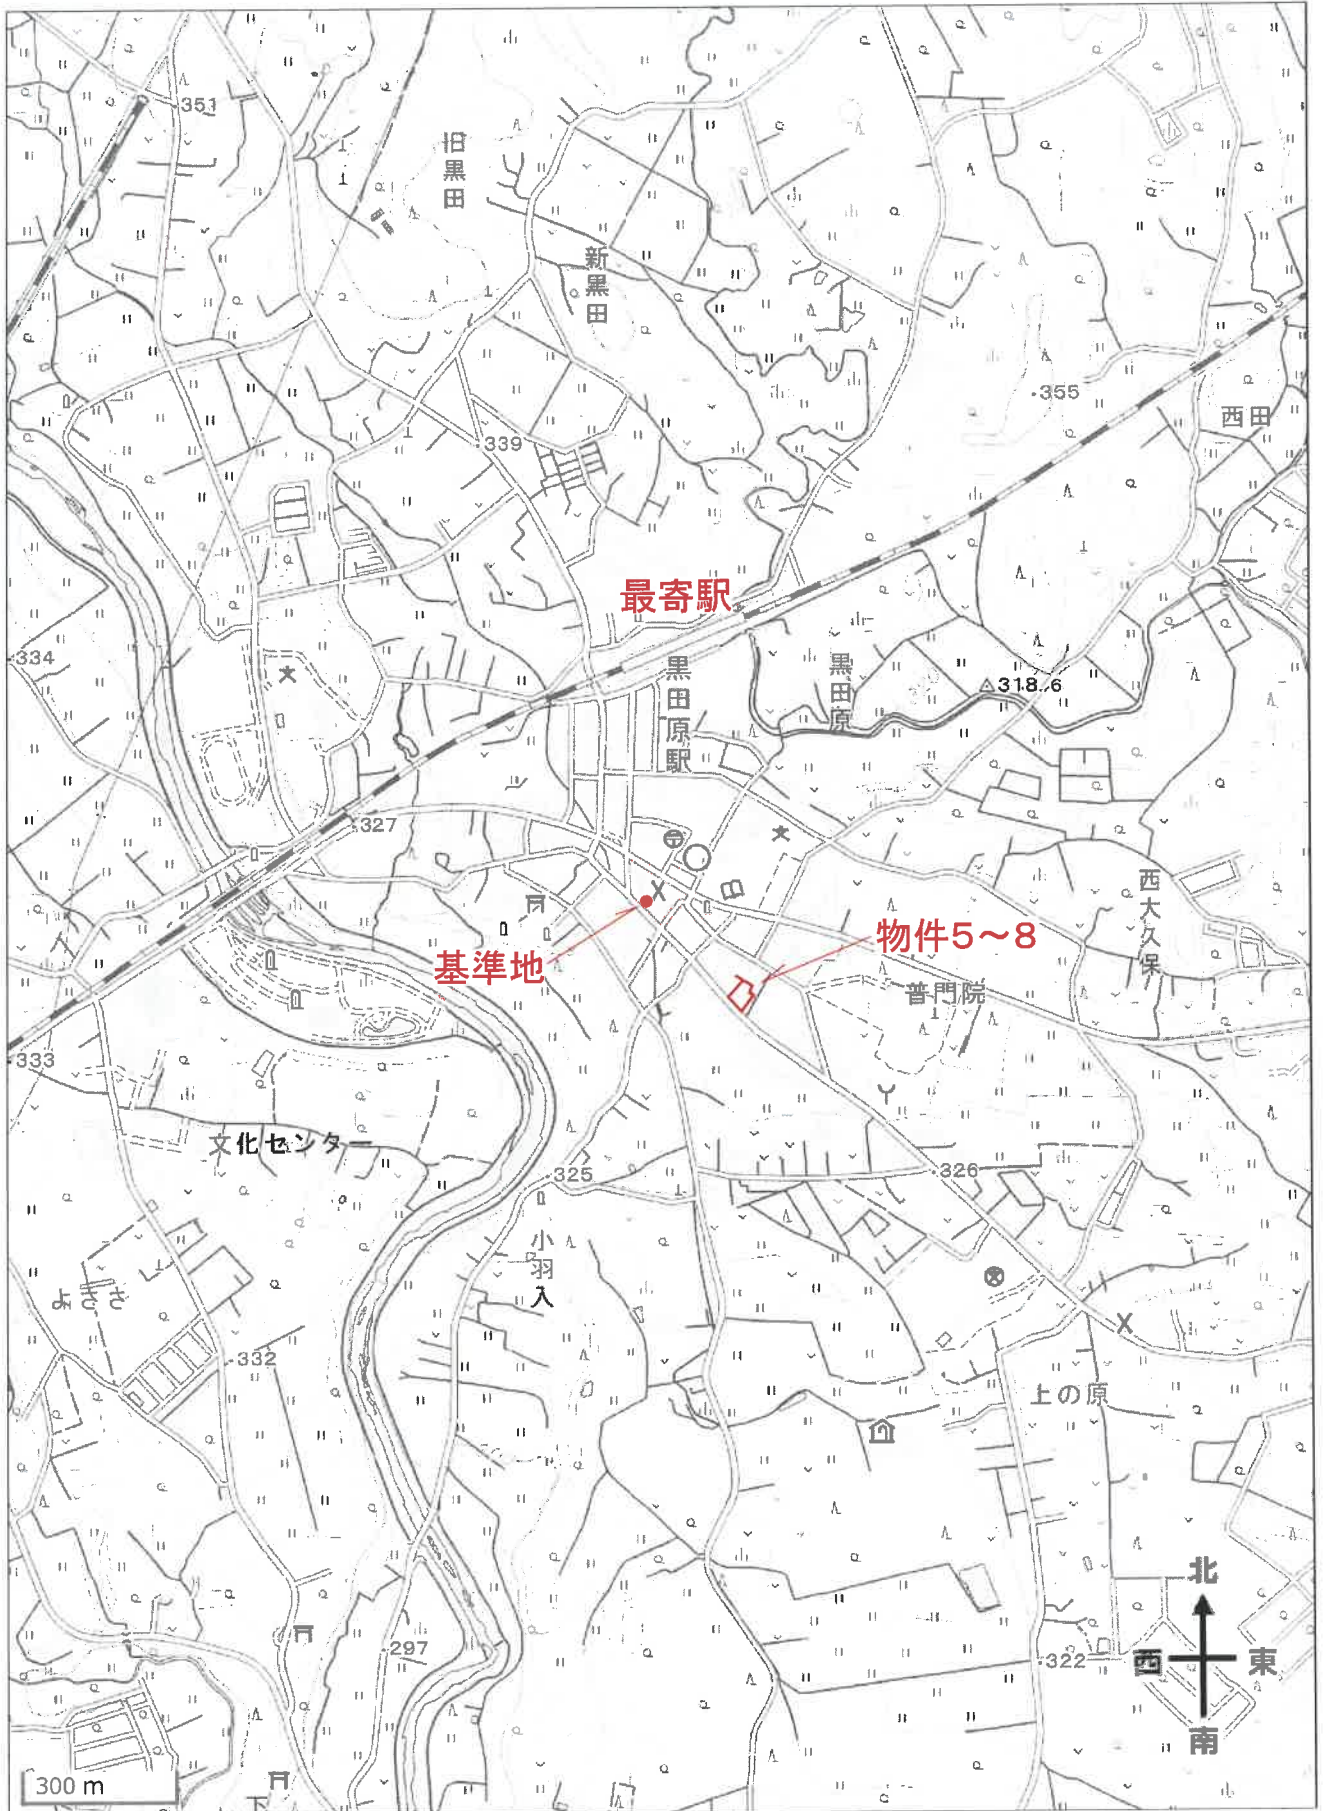 351
旧黒田
新黒田
355
西田
339
最寄駅
334
黒田原駅
黒田原
318.6
327
西大久保
物件5～8
基準地
普門院
333
文化センター
325
326
小羽入
332
上の原
北
297
322
西
東
南
300 m
下